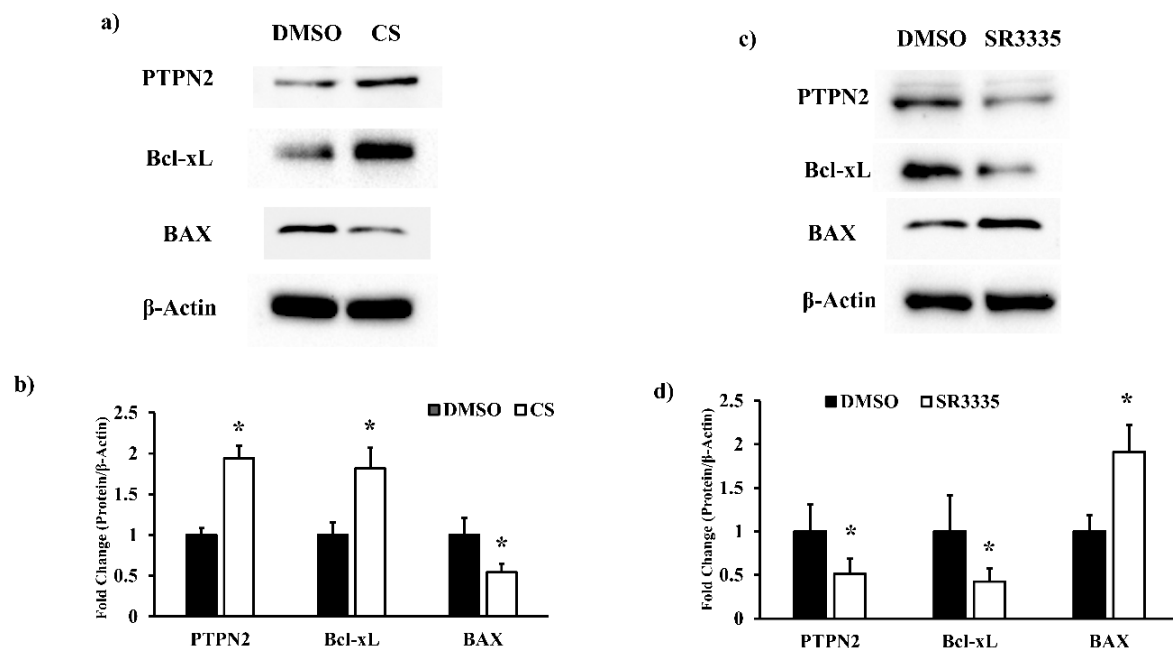 a)
DMSO CS
PTPN2
Bcl-xL
BAX
β-Actin
b)
Fold Change (Protein/β-Actin)
2.5
2
1.5
1
0.5
0
DMSO CS
* * *
PTPN2 Bcl-xL BAX
c)
DMSO SR3335
PTPN2
Bcl-xL
BAX
β-Actin
d)
Fold Change (Protein/β-Actin)
2.5
2
1.5
1
0.5
0
DMSO SR3335
* * *
PTPN2 Bcl-xL BAX